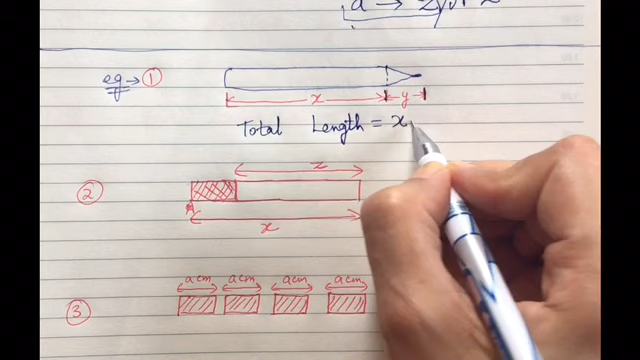 a →
eg → ①
x y
Total Length = x
z
②
x
a cm a cm a cm a cm
③